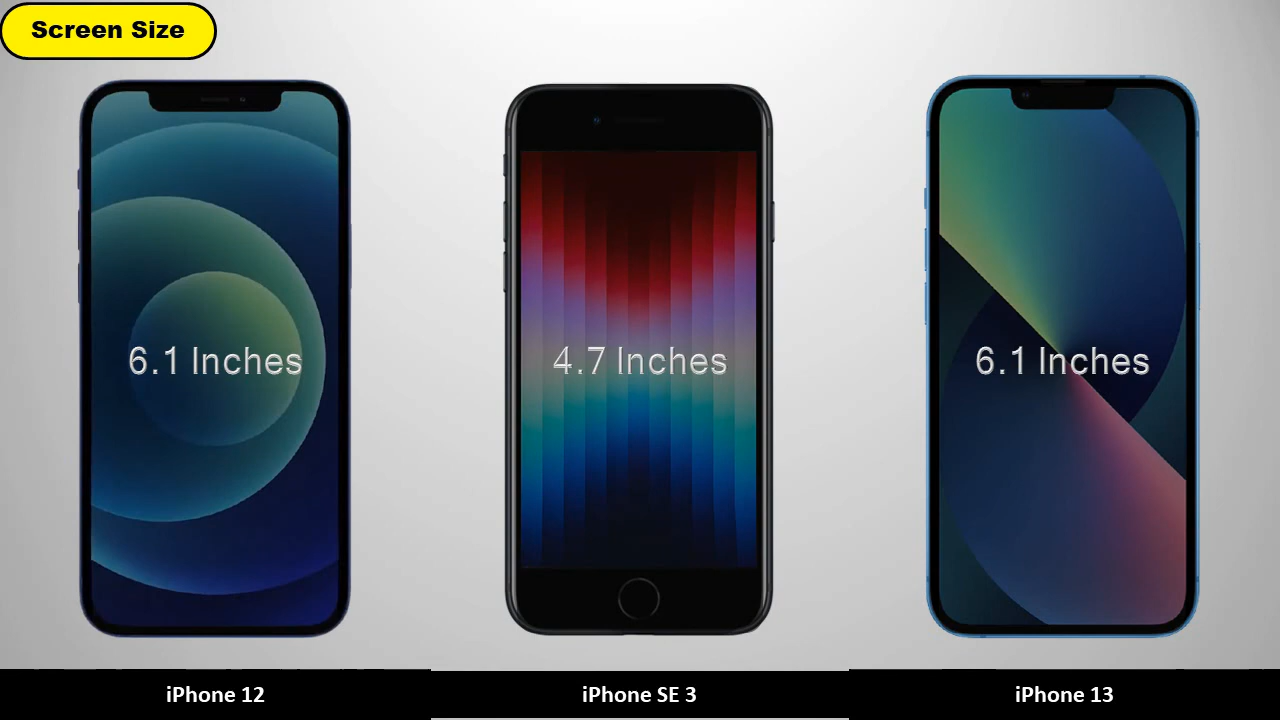 Screen Size
6.1 Inches
4.7 Inches
6.1 Inches
iPhone 12
iPhone SE 3
iPhone 13